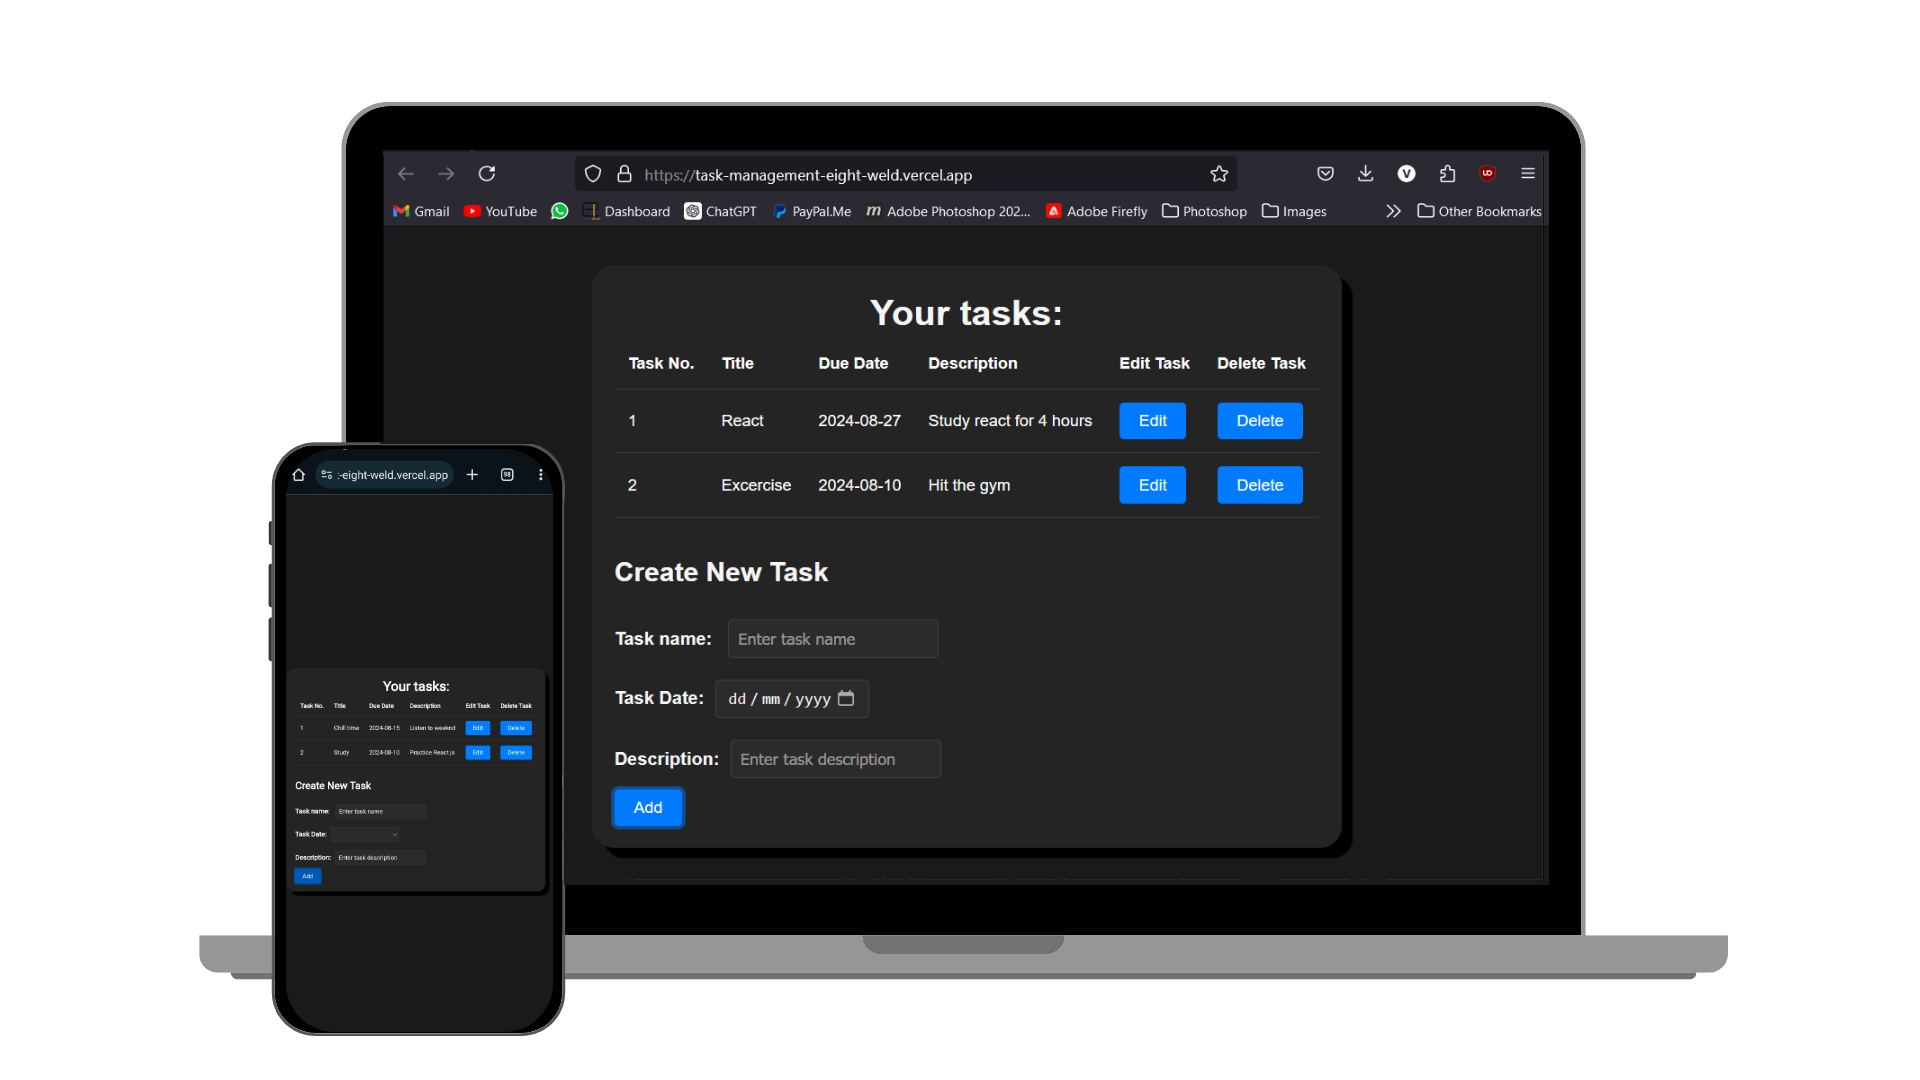 https://task-management-eight-weld.vercel.app
V
UD
Gmail YouTube Dashboard ChatGPT PayPal.Me m Adobe Photoshop 202... Adobe Firefly Photoshop Images Other Bookmarks
Your tasks:
Task No. Title Due Date Description Edit Task Delete Task
1 React 2024-08-27 Study react for 4 hours Edit Delete
2 Excercise 2024-08-10 Hit the gym Edit Delete
Create New Task
Task name: Enter task name
Task Date: dd / mm / yyyy
Description: Enter task description
Add
:-eight-weld.vercel.app 98
Your tasks:
Task No. Title Due Date Description Edit Task Delete Task
1 Chill time 2024-08-15 Listen to weeknd Edit Delete
2 Study 2024-08-10 Practice React js Edit Delete
Create New Task
Task name: Enter task name
Task Date:
Description: Enter task description
Add